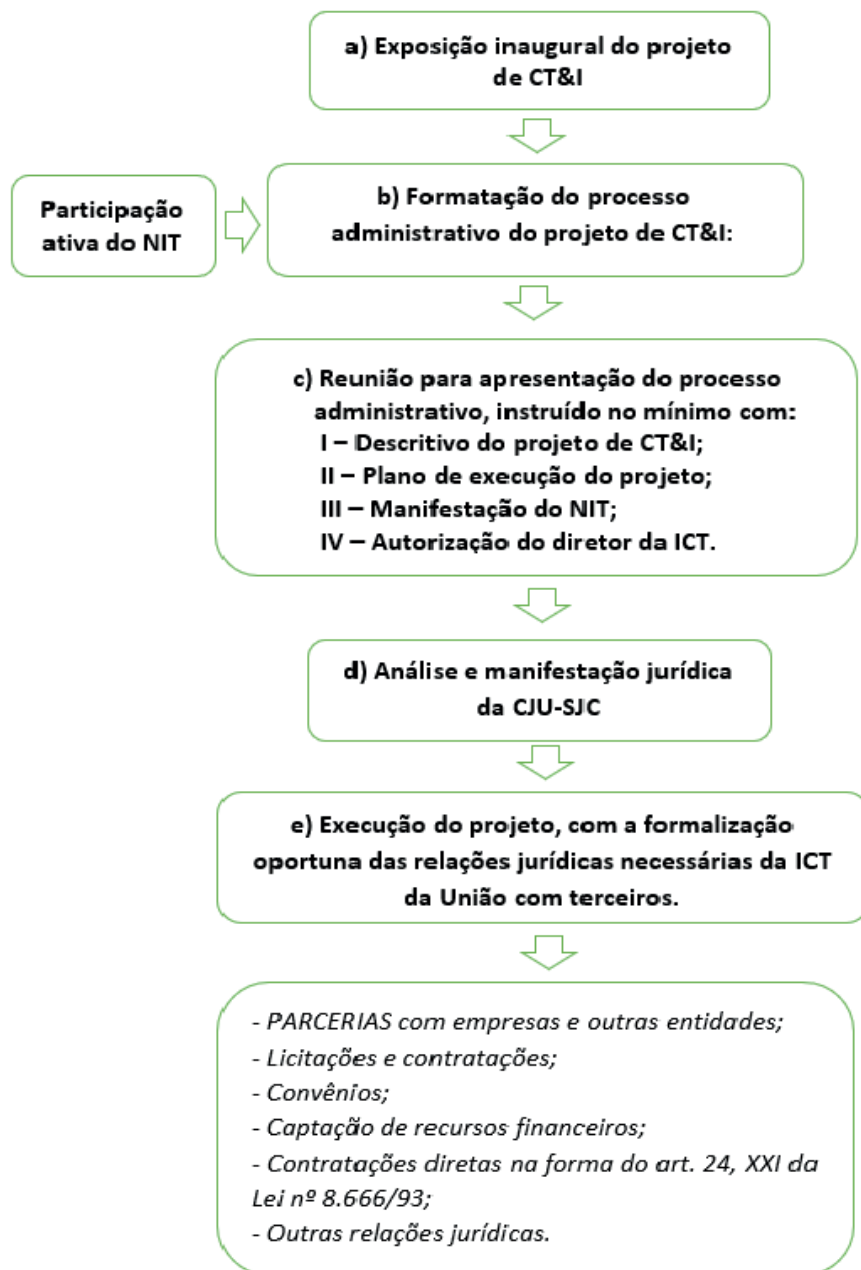 a) Exposição inaugural do projeto
de CT&I
Participação
ativa do NIT
b) Formatação do processo
administrativo do projeto de CT&I:
c) Reunião para apresentação do processo
administrativo, instruído no mínimo com:
I – Descritivo do projeto de CT&I;
II – Plano de execução do projeto;
III – Manifestação do NIT;
IV – Autorização do diretor da ICT.
d) Análise e manifestação jurídica
da CJU-SJC
e) Execução do projeto, com a formalização
oportuna das relações jurídicas necessárias da ICT
da União com terceiros.
- PARCERIAS com empresas e outras entidades;
- Licitações e contratações;
- Convênios;
- Captação de recursos financeiros;
- Contratações diretas na forma do art. 24, XXI da
Lei nº 8.666/93;
- Outras relações jurídicas.